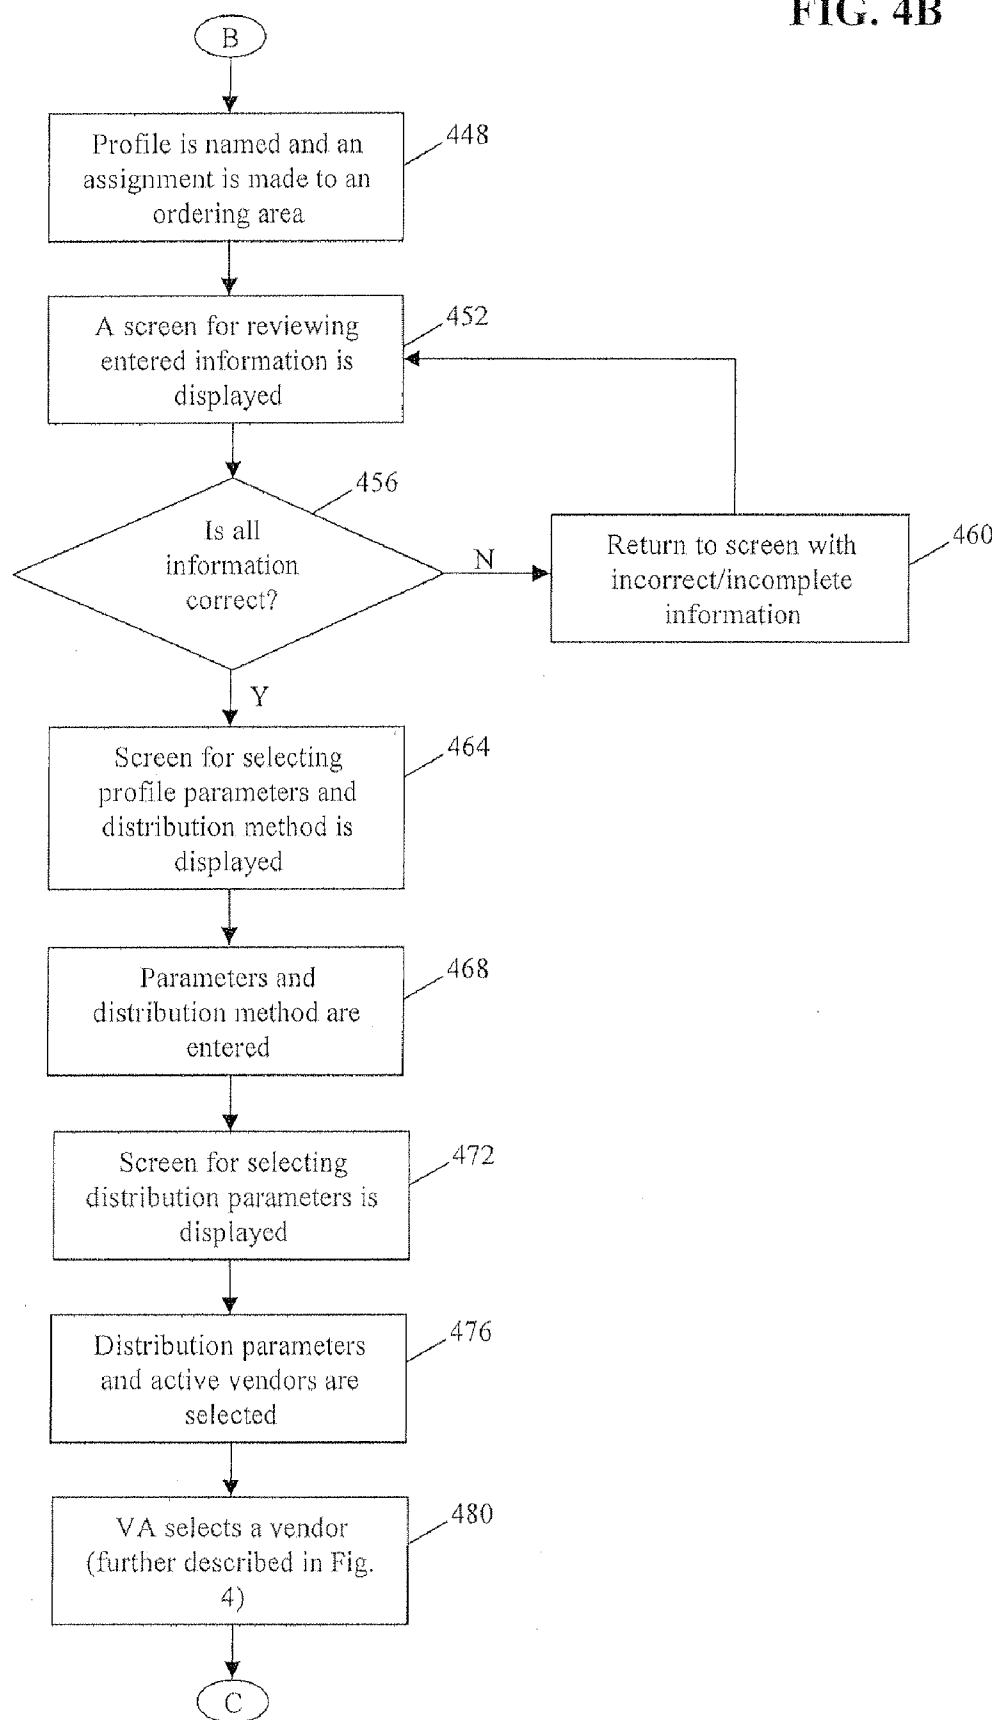 FIG. 4B
B
Profile is named and an
assignment is made to an
ordering area
448
A screen for reviewing
entered information is
displayed
452
Is all
information
correct?
456
N
Return to screen with
incorrect/incomplete
information
460
Y
Screen for selecting
profile parameters and
distribution method is
displayed
464
Parameters and
distribution method are
entered
468
Screen for selecting
distribution parameters is
displayed
472
Distribution parameters
and active vendors are
selected
476
VA selects a vendor
(further described in Fig.
4)
480
C